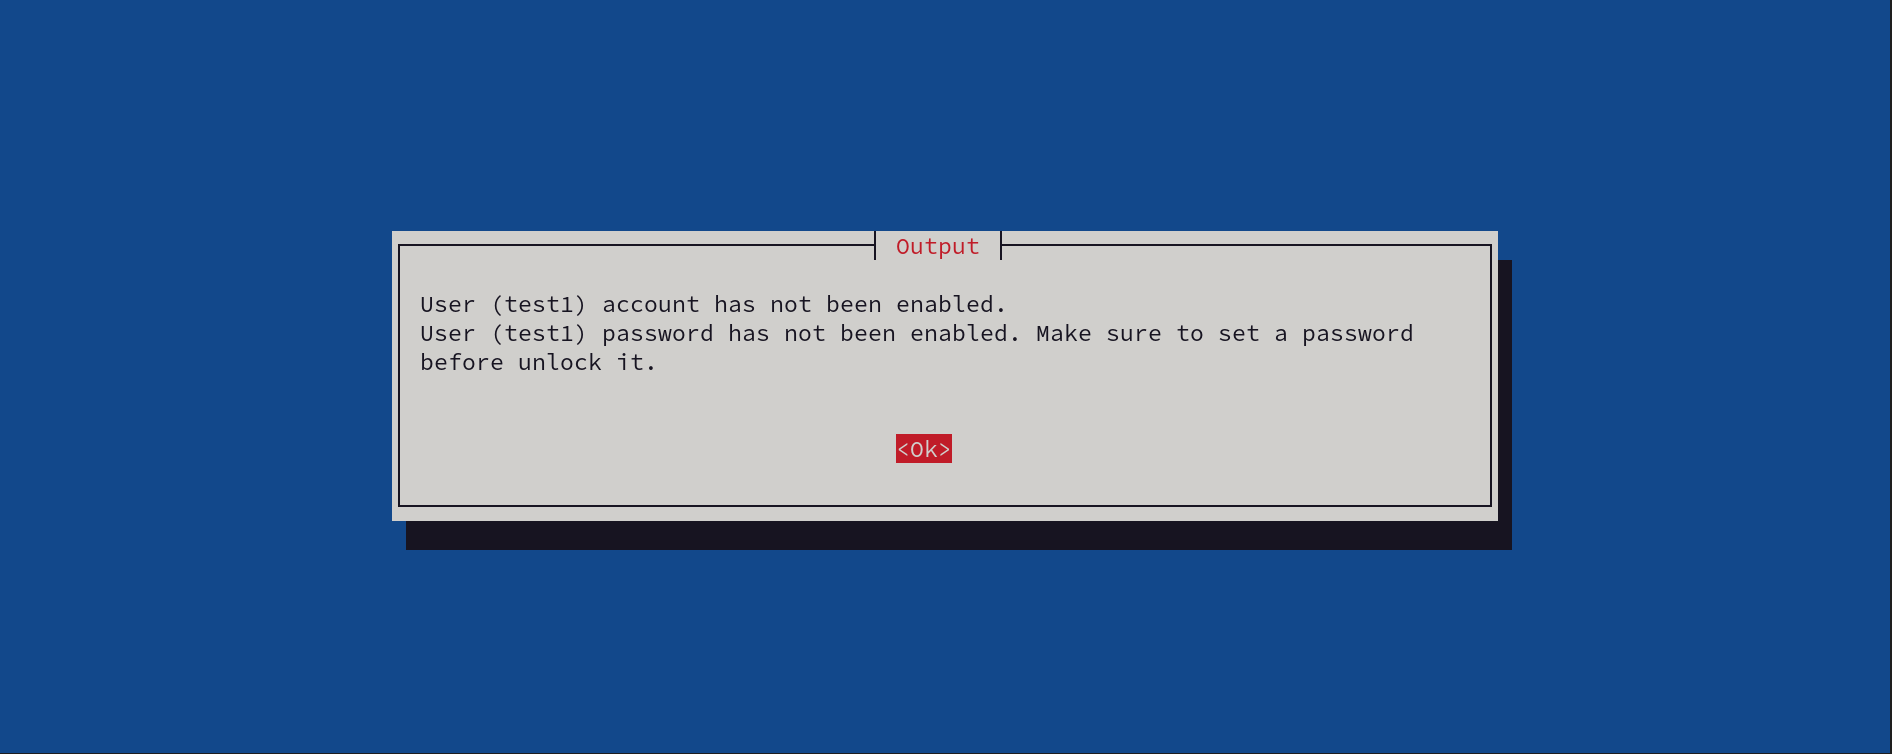 Output
User (test1) account has not been enabled.
User (test1) password has not been enabled. Make sure to set a password
before unlock it.
<Ok>